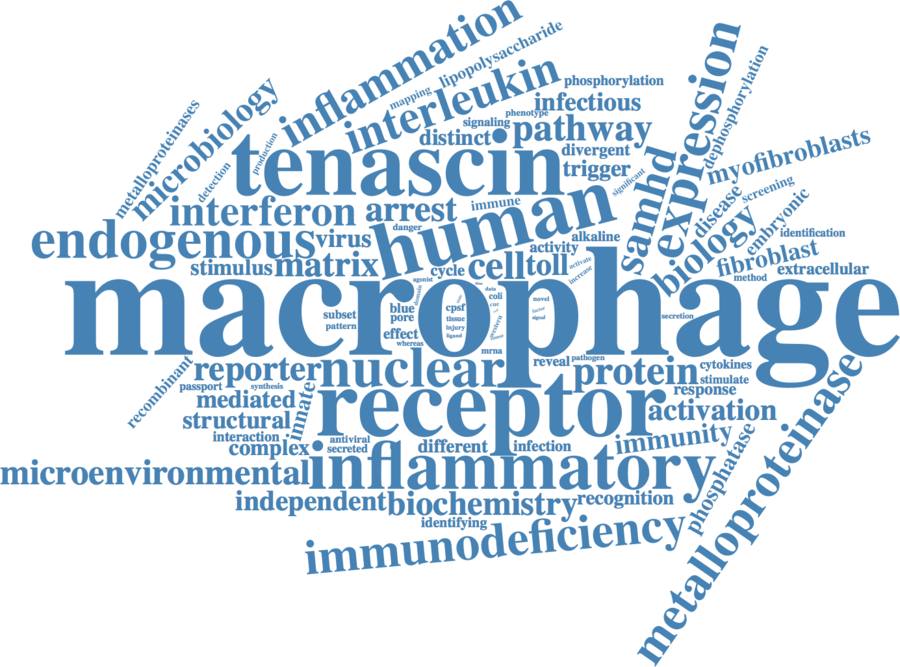 inflammation
lipopolysaccharide
mapping
interleukin
phosphorylation
expression
dephosphorylation
metalloproteinases
microbiology
production
detection
phenotype
infectious
signaling
distinct
pathway
divergent
trigger
significant
tenascin
samhd
myofibroblasts
disease
screening
embryonic
biology
interferon
arrest
immune
danger
human
alkaline
identification
endogenous
virus
activity
fibroblast
stimulus
matrix
cycle
cell
toll
activate
increase
method
extracellular
agonist
macrophage
data
coli
cue
novel
factor
signal
subset
pattern
blue
pore
cpsf
tissue
injury
ligand
western
secretion
effect
whereas
mrna
recombinant
reporter
nuclear
reveal
pathogen
protein
cytokines
stimulate
response
passport
synthesis
mediated
innate
receptor
activation
metalloproteinase
structural
interaction
complex
antiviral
secreted
different
infection
immunity
phosphatase
microenvironmental
inflammatory
independent
biochemistry
recognition
identifying
immunodeficiency